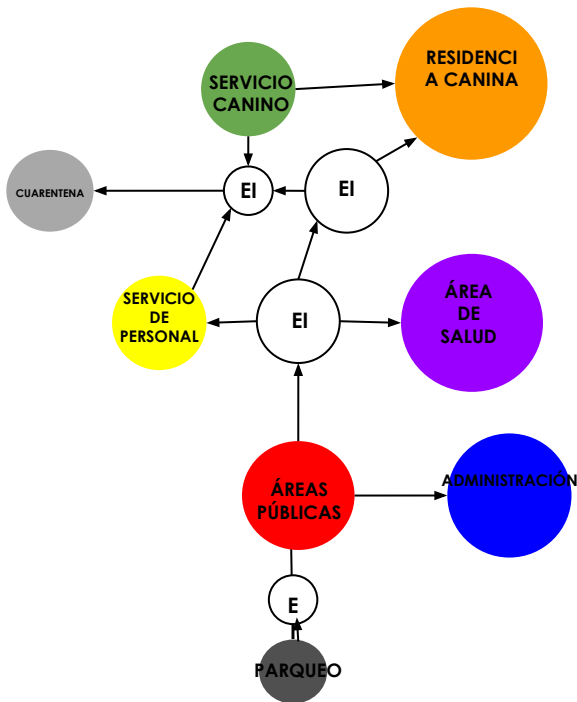 RESIDENCI
A CANINA
SERVICIO
CANINO
CUARENTENA
EI
EI
SERVICIO
DE
PERSONAL
EI
ÁREA
DE
SALUD
ÁREAS
PÚBLICAS
ADMINISTRACIÓN
E
I
PARQUEO